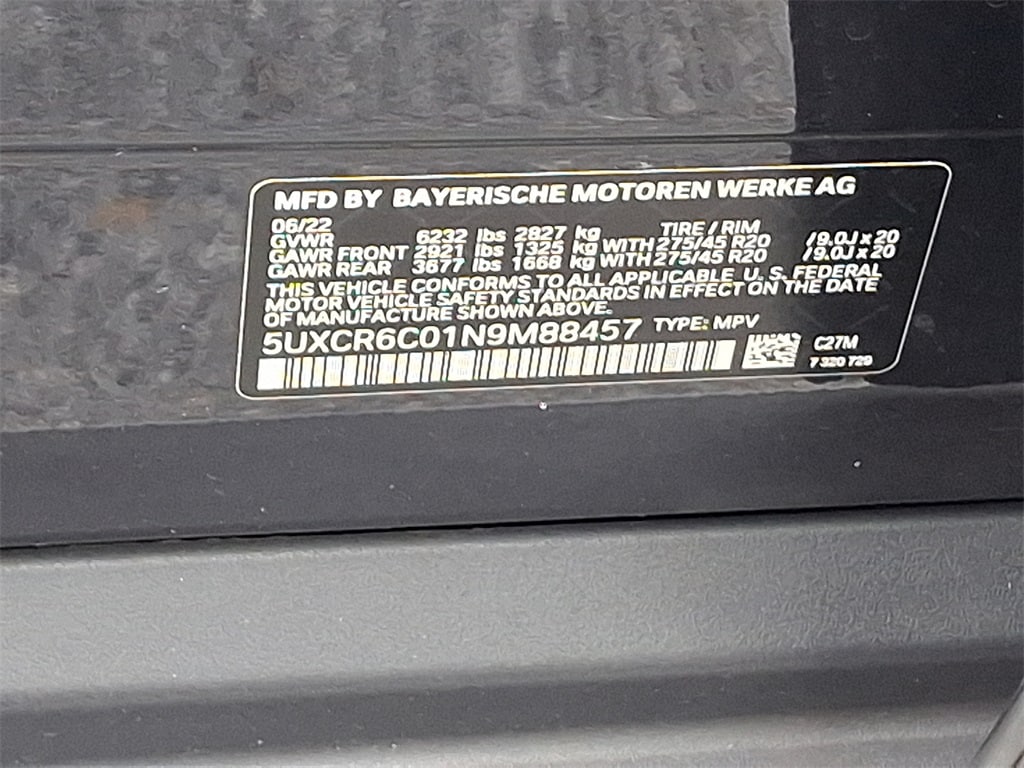 MFD BY BAYERISCHE MOTOREN WERKE AG
06/22 TIRE / RIM
GVWR 6232 lbs 2827 kg
GAWR FRONT 2921 lbs 1325 kg WITH 275/45 R20 /9.0J x 20
GAWR REAR 3677 lbs 1668 kg WITH 275/45 R20 /9.0J x 20
THIS VEHICLE CONFORMS TO ALL APPLICABLE U. S. FEDERAL
MOTOR VEHICLE SAFETY STANDARDS IN EFFECT ON THE DATE
OF MANUFACTURE SHOWN ABOVE.
5UXCR6C01N9M88457 TYPE: MPV
C27M
7 320 729